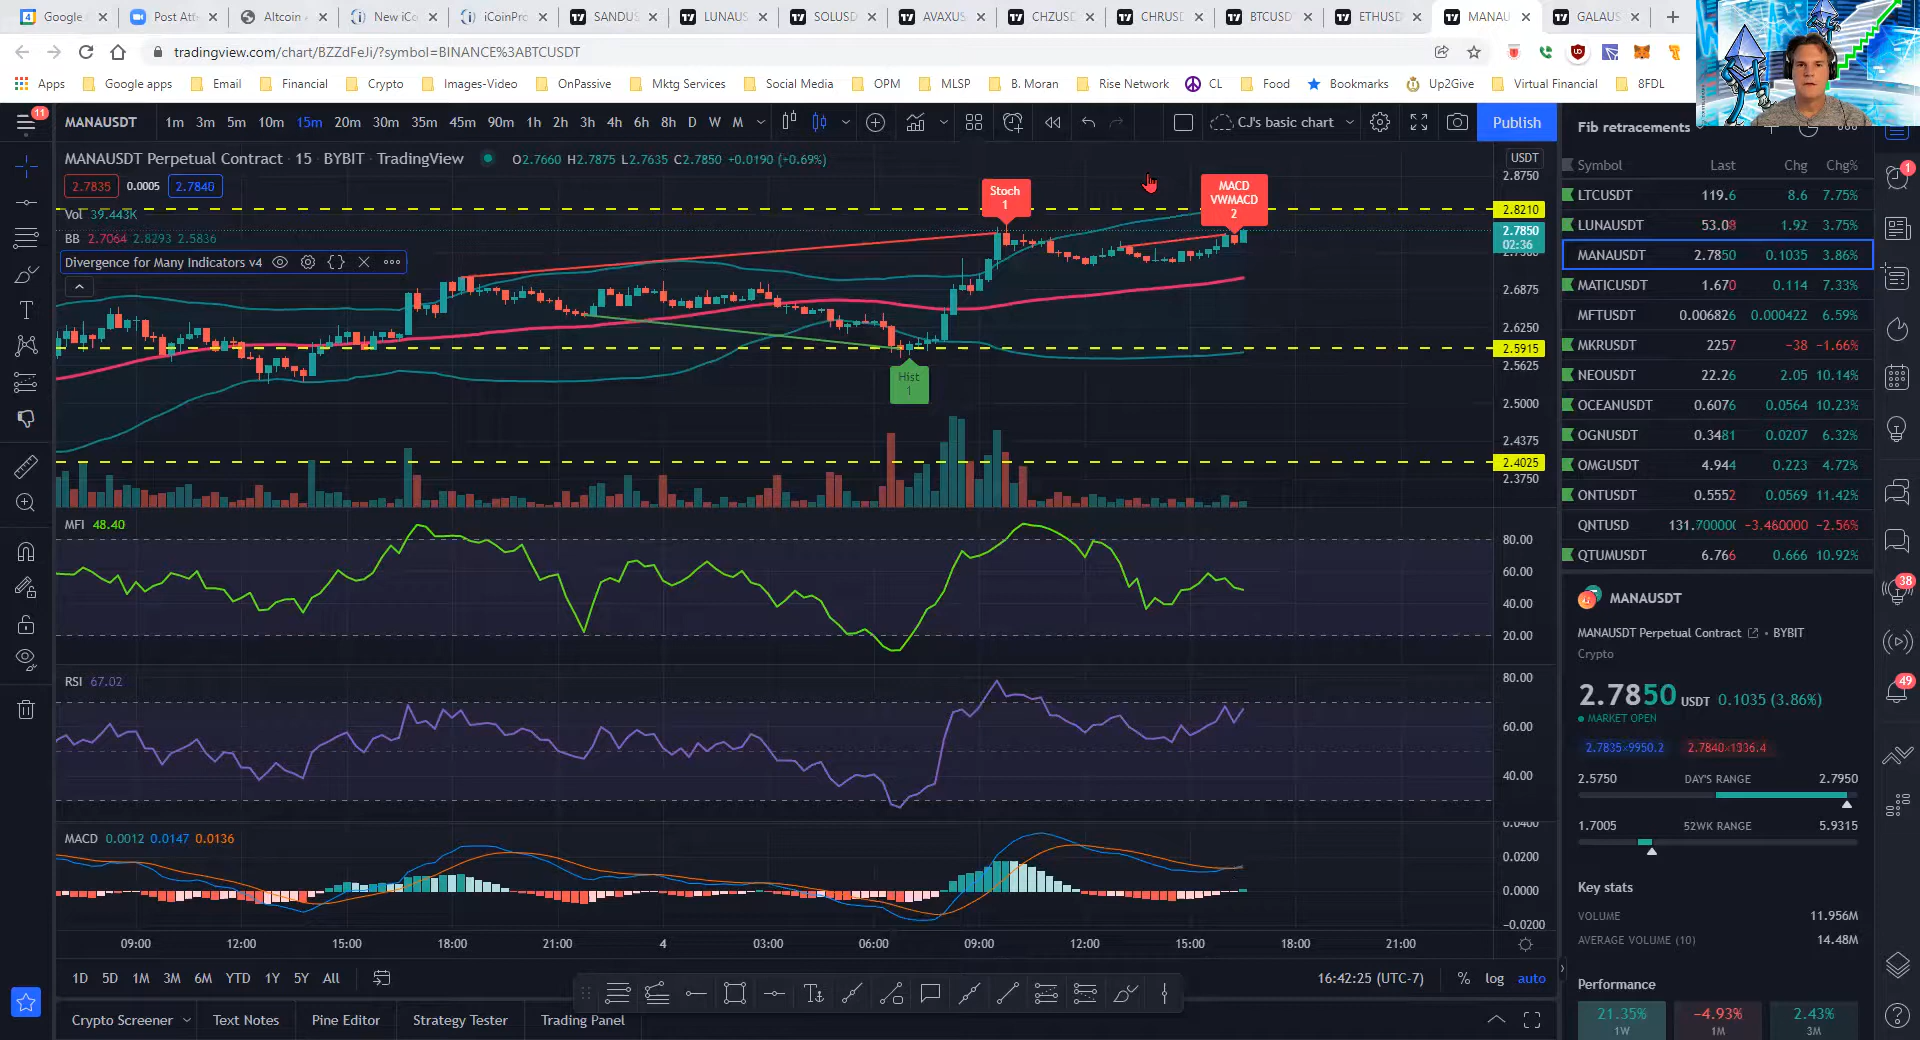 Google
Post Att
Altcoin
New iCo
iCoinPro
SANDUS
LUNAUS
SOLUSD
AVAXUS
CHZUSD
CHRUSD
BTCUSD
ETHUSD
MANAU
GALAUS
tradingview.com/chart/BZZdFeJi/?symbol=BINANCE%3ABTCUSDT
Apps Google apps Email Financial Crypto Images-Video OnPassive Mktg Services Social Media OPM MLSP B. Moran Rise Network CL Food Bookmarks Up2Give Virtual Financial 8FDL
11
MANAUSDT 1m 3m 5m 10m 15m 20m 30m 35m 45m 90m 1h 2h 3h 4h 6h 8h D W M CJ's basic chart Publish
MANAUSDT Perpetual Contract · 15 · BYBIT · TradingView O2.7660 H2.7875 L2.7635 C2.7850 +0.0190 (+0.69%)
2.7835 0.0005 2.7840
Vol 39.443K
BB 2.7064 2.8293 2.5836
Divergence for Many Indicators v4
Stoch
1
MACD
VWMACD
2
Hist
1
USDT
2.8750
2.8210
2.7850
02:36
2.6875
2.6250
2.5915
2.5625
2.5000
2.4375
2.4025
2.3750
MFI 48.40
80.00
60.00
40.00
20.00
RSI 67.02
80.00
60.00
40.00
MACD 0.0012 0.0147 0.0136
0.0400
0.0200
0.0000
-0.0200
09:00 12:00 15:00 18:00 21:00 4 03:00 06:00 09:00 12:00 15:00 18:00 21:00
1D 5D 1M 3M 6M YTD 1Y 5Y All
16:42:25 (UTC-7) % log auto
Crypto Screener Text Notes Pine Editor Strategy Tester Trading Panel
Fib retracements
Symbol Last Chg Chg%
LTCUSDT 119.6 8.6 7.75%
LUNAUSDT 53.08 1.92 3.75%
MANAUSDT 2.7850 0.1035 3.86%
MATICUSDT 1.670 0.114 7.33%
MFTUSDT 0.006826 0.000422 6.59%
MKRUSDT 2257 -38 -1.66%
NEOUSDT 22.26 2.05 10.14%
OCEANUSDT 0.6076 0.0564 10.23%
OGNUSDT 0.3481 0.0207 6.32%
OMGUSDT 4.944 0.223 4.72%
ONTUSDT 0.5552 0.0569 11.42%
QNTUSD 131.700000 -3.460000 -2.56%
QTUMUSDT 6.766 0.666 10.92%
MANAUSDT
MANAUSDT Perpetual Contract • BYBIT
Crypto
2.7850 USDT 0.1035 (3.86%)
MARKET OPEN
2.7835×9950.2 2.7840×1336.4
2.5750 DAY'S RANGE 2.7950
1.7005 52WK RANGE 5.9315
Key stats
VOLUME 11.956M
AVERAGE VOLUME (10) 14.48M
Performance
21.35% -4.93% 2.43%
1W 1M 3M
1
38
49